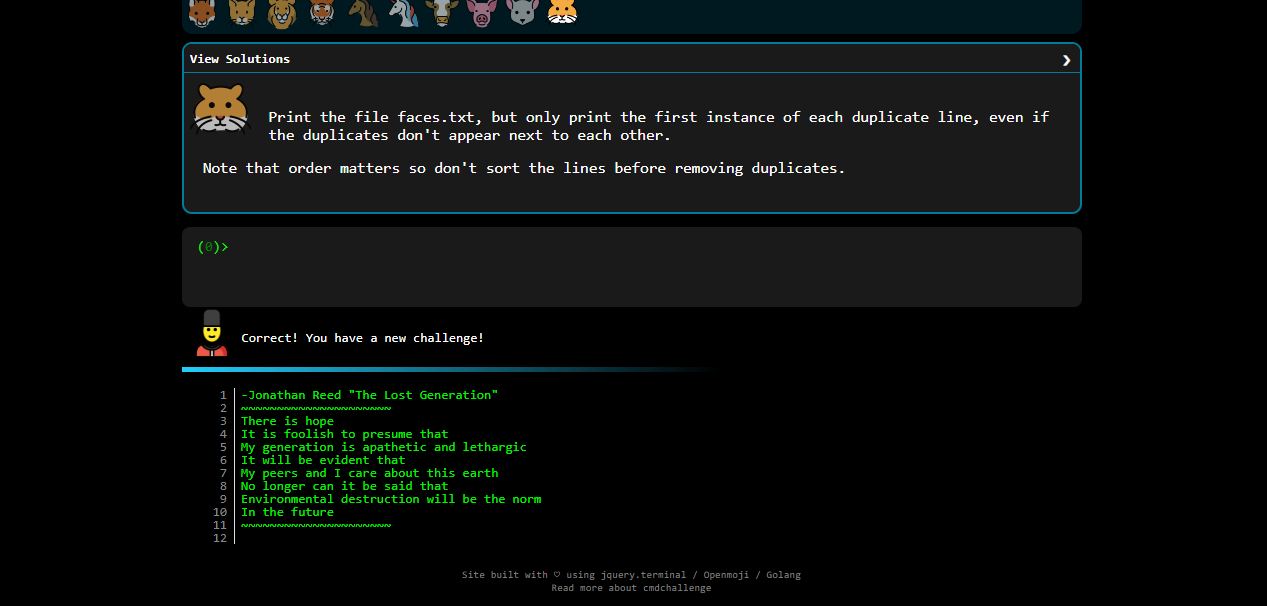 View Solutions ❯
Print the file faces.txt, but only print the first instance of each duplicate line, even if
the duplicates don't appear next to each other.
Note that order matters so don't sort the lines before removing duplicates.
(0)>
Correct! You have a new challenge!
1 -Jonathan Reed "The Lost Generation"
2 ~~~~~~~~~~~~~~~~~~~~~
3 There is hope
4 It is foolish to presume that
5 My generation is apathetic and lethargic
6 It will be evident that
7 My peers and I care about this earth
8 No longer can it be said that
9 Environmental destruction will be the norm
10 In the future
11 ~~~~~~~~~~~~~~~~~~~~~
12
Site built with ♡ using jquery.terminal / Openmoji / Golang
Read more about cmdchallenge